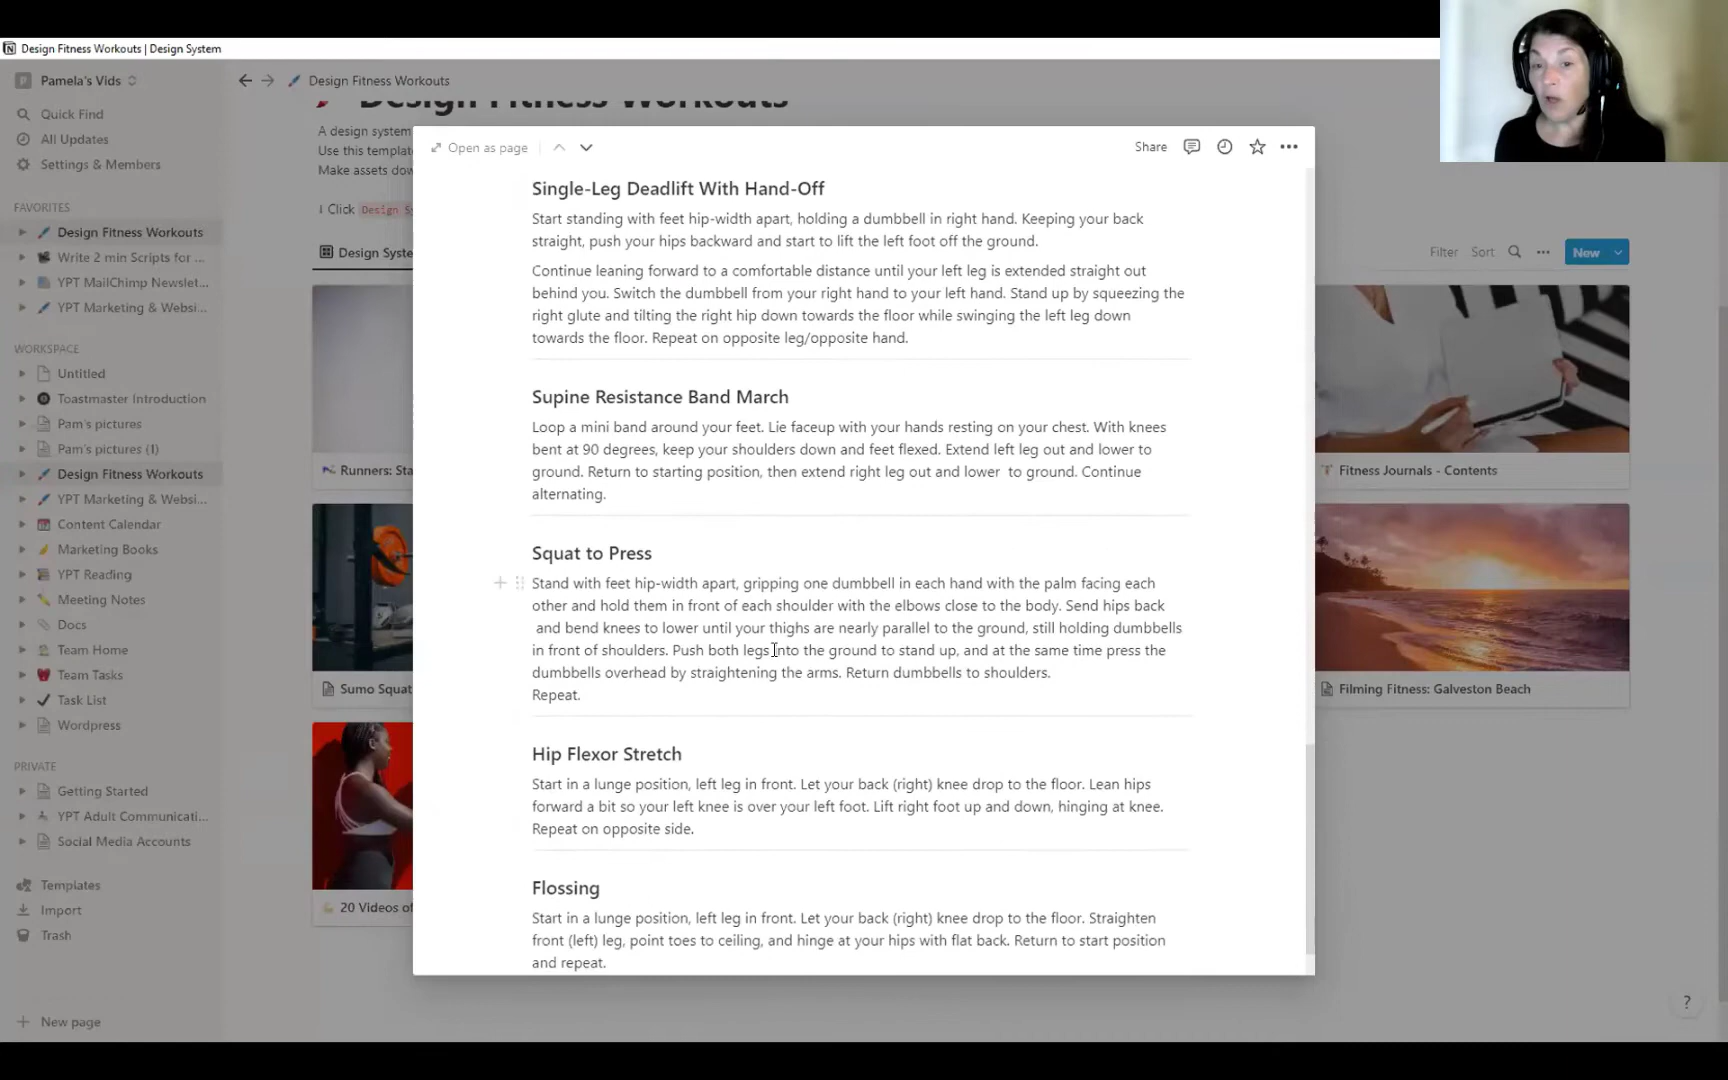 Design Fitness Workouts | Design System
Pamela's Vids
Design Fitness Workouts
Quick Find
All Updates
Settings & Members
FAVORITES
Design Fitness Workouts
Write 2 min Scripts for ...
YPT MailChimp Newslet...
YPT Marketing & Websi...
WORKSPACE
Untitled
Toastmaster Introduction
Pam's pictures
Pam's pictures (1)
Design Fitness Workouts
YPT Marketing & Websi...
Content Calendar
Marketing Books
YPT Reading
Meeting Notes
Docs
Team Home
Team Tasks
Task List
Wordpress
PRIVATE
Getting Started
YPT Adult Communicati...
Social Media Accounts
Templates
Import
Trash
New page
Design Fitness Workouts
A design system
Use this templat
Make assets dow
Click Design Sy
Design System
Filter Sort ... New
Runners: Sta
Sumo Squat
20 Videos of
Fitness Journals - Contents
Filming Fitness: Galveston Beach
?
Open as page
Share
Single-Leg Deadlift With Hand-Off
Start standing with feet hip-width apart, holding a dumbbell in right hand. Keeping your back
straight, push your hips backward and start to lift the left foot off the ground.
Continue leaning forward to a comfortable distance until your left leg is extended straight out
behind you. Switch the dumbbell from your right hand to your left hand. Stand up by squeezing the
right glute and tilting the right hip down towards the floor while swinging the left leg down
towards the floor. Repeat on opposite leg/opposite hand.
Supine Resistance Band March
Loop a mini band around your feet. Lie faceup with your hands resting on your chest. With knees
bent at 90 degrees, keep your shoulders down and feet flexed. Extend left leg out and lower to
ground. Return to starting position, then extend right leg out and lower to ground. Continue
alternating.
Squat to Press
Stand with feet hip-width apart, gripping one dumbbell in each hand with the palm facing each
other and hold them in front of each shoulder with the elbows close to the body. Send hips back
and bend knees to lower until your thighs are nearly parallel to the ground, still holding dumbbells
in front of shoulders. Push both legs into the ground to stand up, and at the same time press the
dumbbells overhead by straightening the arms. Return dumbbells to shoulders.
Repeat.
Hip Flexor Stretch
Start in a lunge position, left leg in front. Let your back (right) knee drop to the floor. Lean hips
forward a bit so your left knee is over your left foot. Lift right foot up and down, hinging at knee.
Repeat on opposite side.
Flossing
Start in a lunge position, left leg in front. Let your back (right) knee drop to the floor. Straighten
front (left) leg, point toes to ceiling, and hinge at your hips with flat back. Return to start position
and repeat.